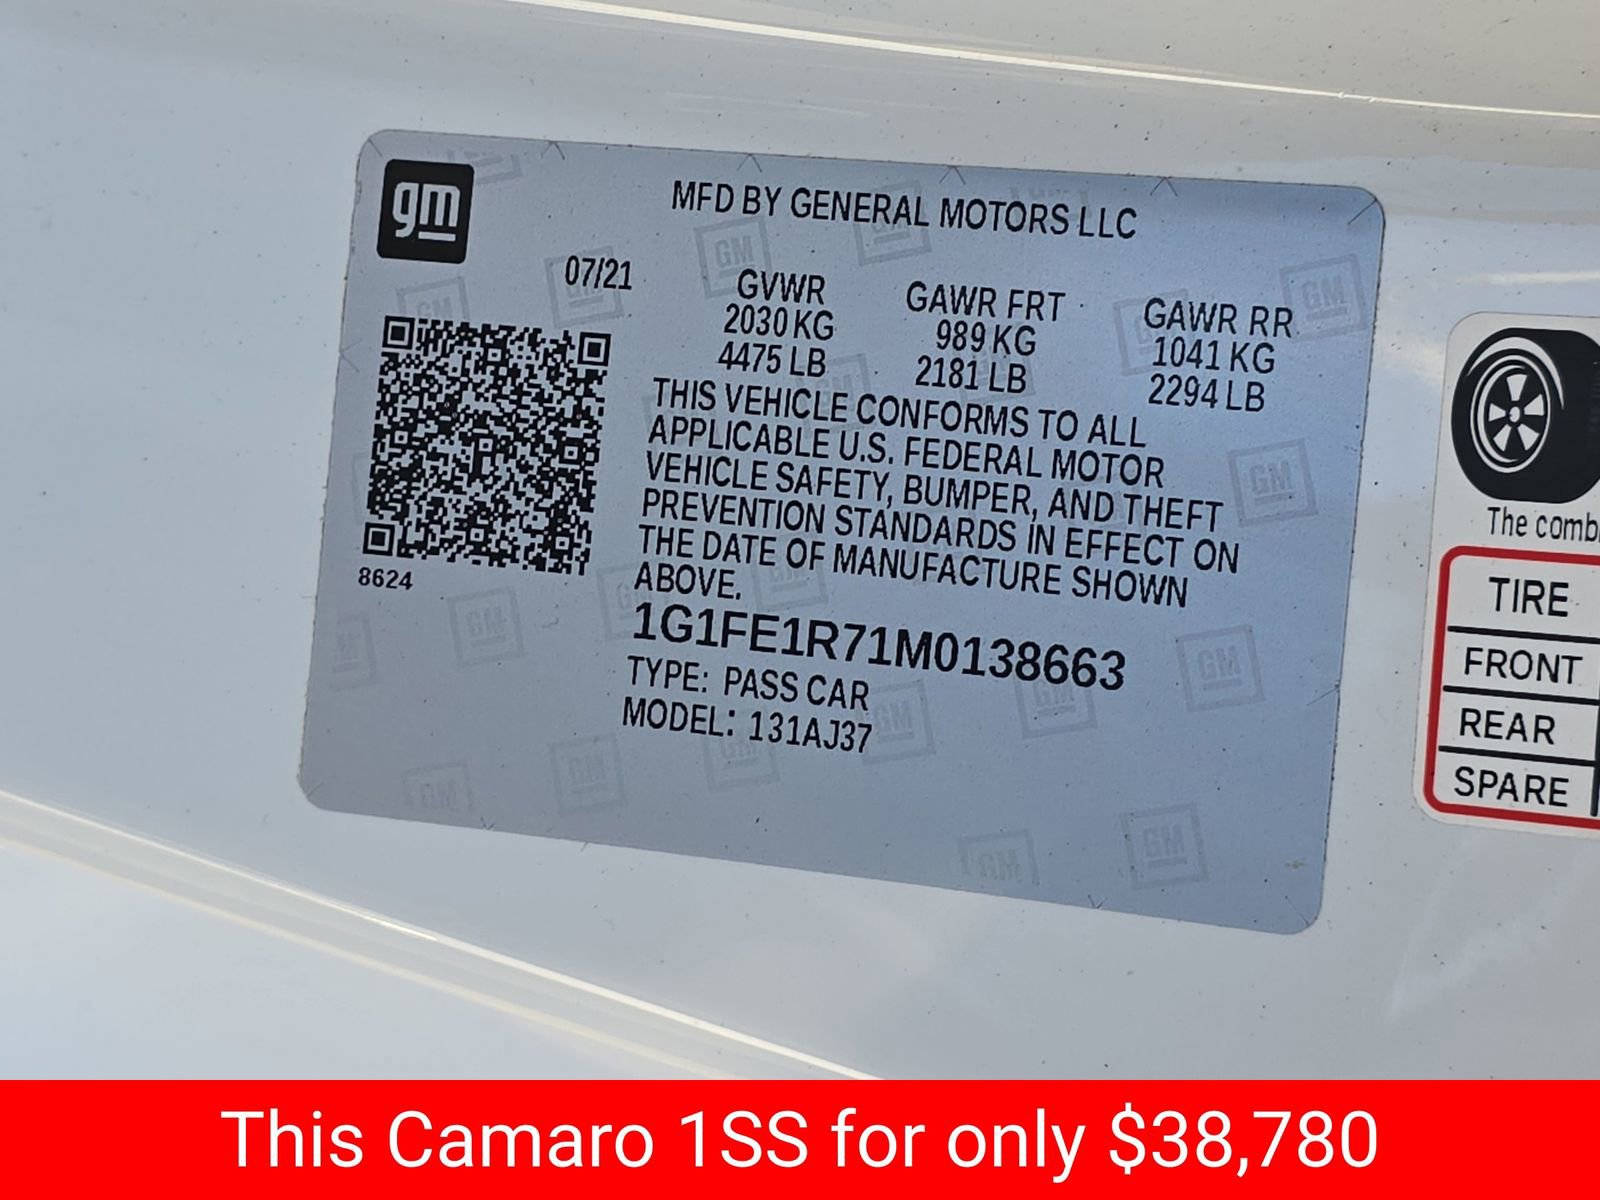 gm
MFD BY GENERAL MOTORS LLC
07/21
GVWR
2030 KG
4475 LB
GAWR FRT
989 KG
2181 LB
GAWR RR
1041 KG
2294 LB
THIS VEHICLE CONFORMS TO ALL
APPLICABLE U.S. FEDERAL MOTOR
VEHICLE SAFETY, BUMPER, AND THEFT
PREVENTION STANDARDS IN EFFECT ON
THE DATE OF MANUFACTURE SHOWN
ABOVE.
8624
1G1FE1R71M0138663
TYPE: PASS CAR
MODEL: 131AJ37
The comb
TIRE
FRONT
REAR
SPARE
This Camaro 1SS for only $38,780